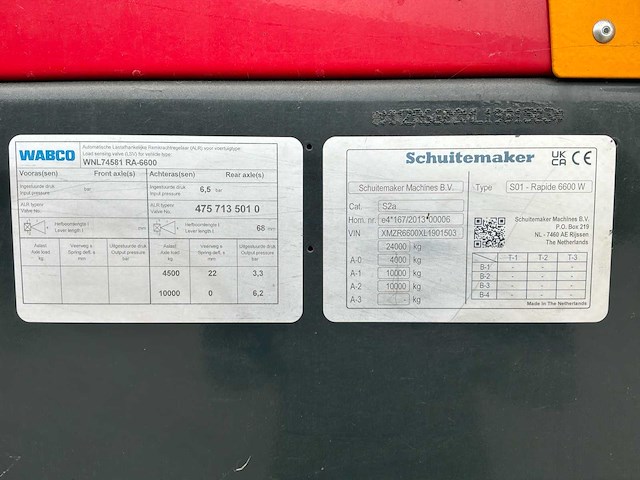 WABCO
Automatische Lastafhankelijke Remkrachtregelaar (ALR) voor voertuigtype:
Load sensing valve (LSV) for vehicle type:
WNL74581 RA-6600
Vooras(sen) Front axle(s) Achteras(sen) Rear axle(s)
Ingestuurde druk
Input pressure bar
Ingestuurde druk
Input pressure 6,5 bar
ALR type nr
Valve No.
ALR type nr
Valve No. 475 713 501 0
Hefboomlengte l
Lever length l mm
Hefboomlengte l
Lever length l 68 mm
Aslast
Axle load
kg
Veerweg s
Spring defl. s
mm
Uitgestuurde druk
Output pressure
bar
Aslast
Axle load
kg
Veerweg s
Spring defl. s
mm
Uitgestuurde druk
Output pressure
bar
4500 22 3,3
10000 0 6,2
Schuitemaker UK CA CE
Schuitemaker Machines B.V. Type S01 - Rapide 6600 W
Cat. S2a
Hom. nr. e4*167/2013*00006
VIN XMZR6600XL1901503
24000 kg
A-0 4000 kg
A-1 10000 kg
A-2 10000 kg
A-3 - kg
Schuitemaker Machines B.V.
P.O. Box 219
NL - 7460 AE Rijssen
The Netherlands
T-1 T-2 T-3
B-1 - - -
B-2 - - -
B-3 - - -
B-4 - - -
Made In The Netherlands